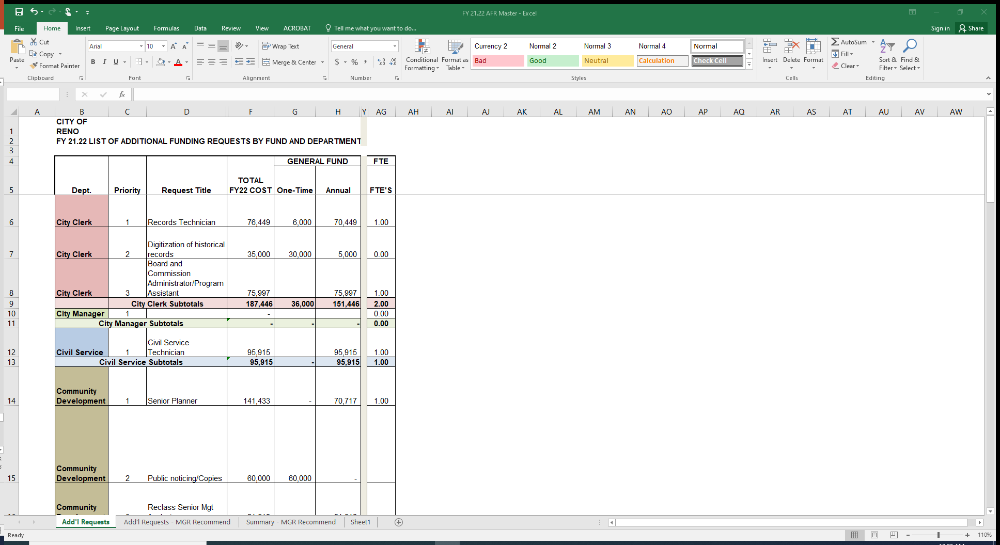 FY 21.22 AFR Master - Excel
File Home Insert Page Layout Formulas Data Review View ACROBAT Tell me what you want to do... Sign in Share
Paste
Cut
Copy
Format Painter
Clipboard
Arial 10
B I U A
Font
Wrap Text
Merge & Center
Alignment
General
$ %
Number
Conditional Formatting
Format as Table
Currency 2 Normal 2 Normal 3 Normal 4 Normal
Bad Good Neutral Calculation Check Cell
Styles
Insert Delete Format
Cells
AutoSum
Fill
Clear
Sort & Filter
Find & Select
Editing
fx
A B C D F G H Y AG AH AI AJ AK AL AM AN AO AP AQ AR AS AT AU AV AW
CITY OF
1 RENO
2 FY 21.22 LIST OF ADDITIONAL FUNDING REQUESTS BY FUND AND DEPARTMENT
3
4 GENERAL FUND FTE
TOTAL
5 Dept. Priority Request Title FY22 COST One-Time Annual FTE'S
6 City Clerk 1 Records Technician 76,449 6,000 70,449 1.00
Digitization of historical
7 City Clerk 2 records 35,000 30,000 5,000 0.00
Board and
Commission
Administrator/Program
8 City Clerk 3 Assistant 75,997 75,997 1.00
9 City Clerk Subtotals 187,446 36,000 151,446 2.00
10 City Manager 1 - 0.00
11 City Manager Subtotals - - - 0.00
Civil Service
12 Civil Service 1 Technician 95,915 95,915 1.00
13 Civil Service Subtotals 95,915 - 95,915 1.00
Community
14 Development 1 Senior Planner 141,433 - 70,717 1.00
Community
15 Development 2 Public noticing/Copies 60,000 60,000 -
Community Reclass Senior Mgt
Add'l Requests Add'l Requests - MGR Recommend Summary - MGR Recommend Sheet1
Ready 110%